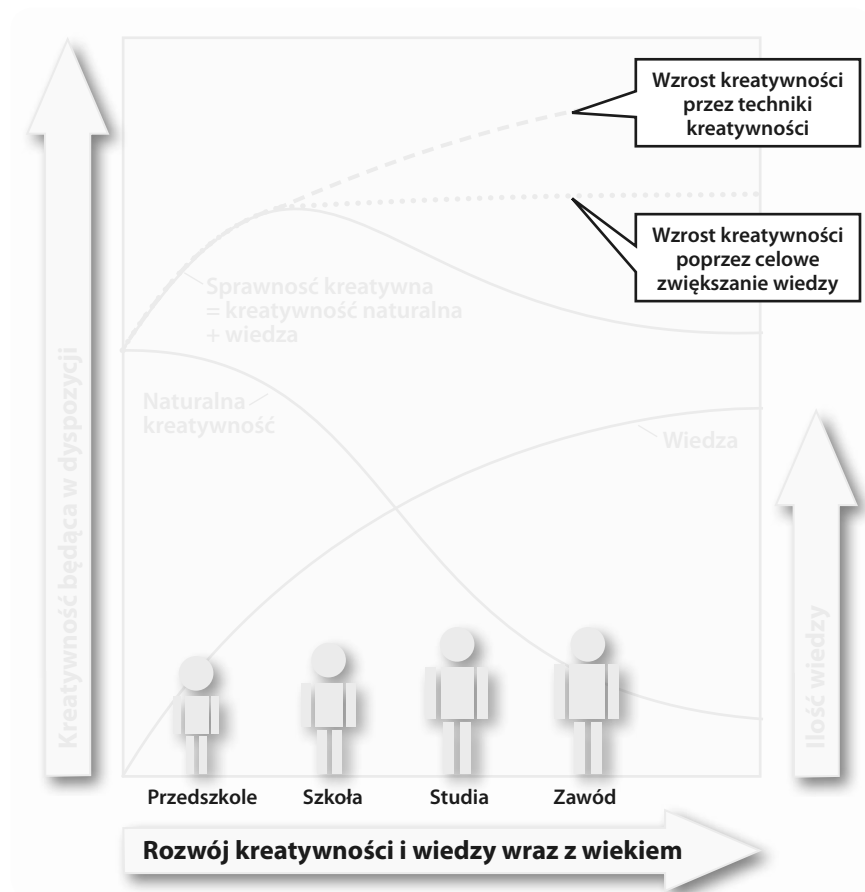 Wzrost kreatywności
przez techniki
kreatywności
Wzrost kreatywności
poprzez celowe
zwiększanie wiedzy
Sprawność kreatywna
= kreatywność naturalna
+ wiedza
Naturalna
kreatywność
Wiedza
Kreatywność będąca w dyspozycji
Ilość wiedzy
Przedszkole
Szkoła
Studia
Zawód
Rozwój kreatywności i wiedzy wraz z wiekiem